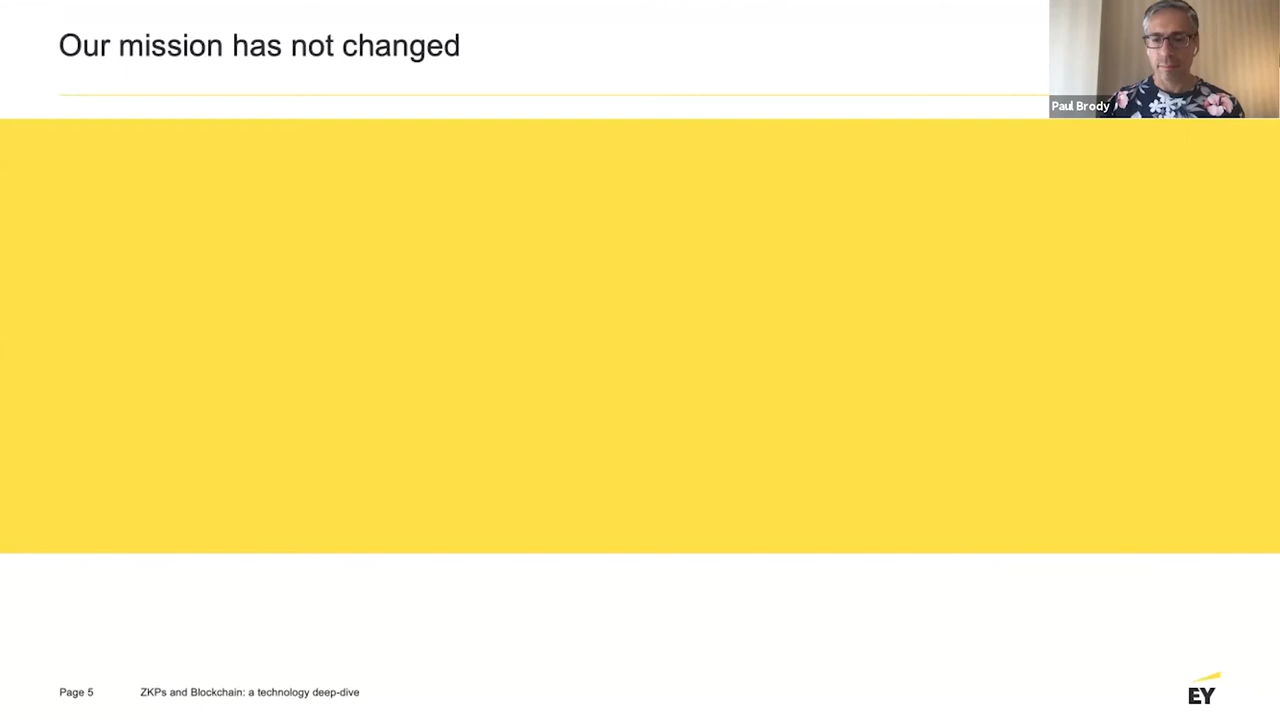 Our mission has not changed
Paul Brody
Page 5 ZKPs and Blockchain: a technology deep-dive
EY